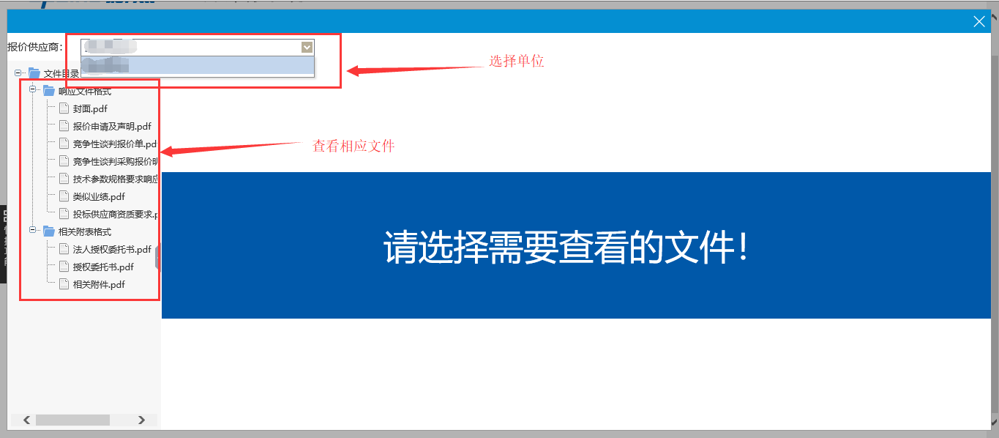 报价供应商：
选择单位
文件目录
响应文件格式
封面.pdf
报价申请及声明.pdf
查看相应文件
竞争性谈判报价单.pd
竞争性谈判采购报价明
技术参数规格要求响应
类似业绩.pdf
投标供应商资质要求.p
相关附表格式
法人授权委托书.pdf
授权委托书.pdf
相关附件.pdf
请选择需要查看的文件！